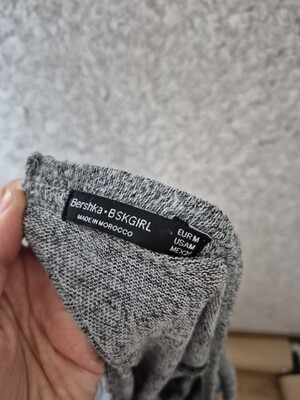 Bershka • BSKGIRL
MADE IN MOROCCO
EUR M
USA M